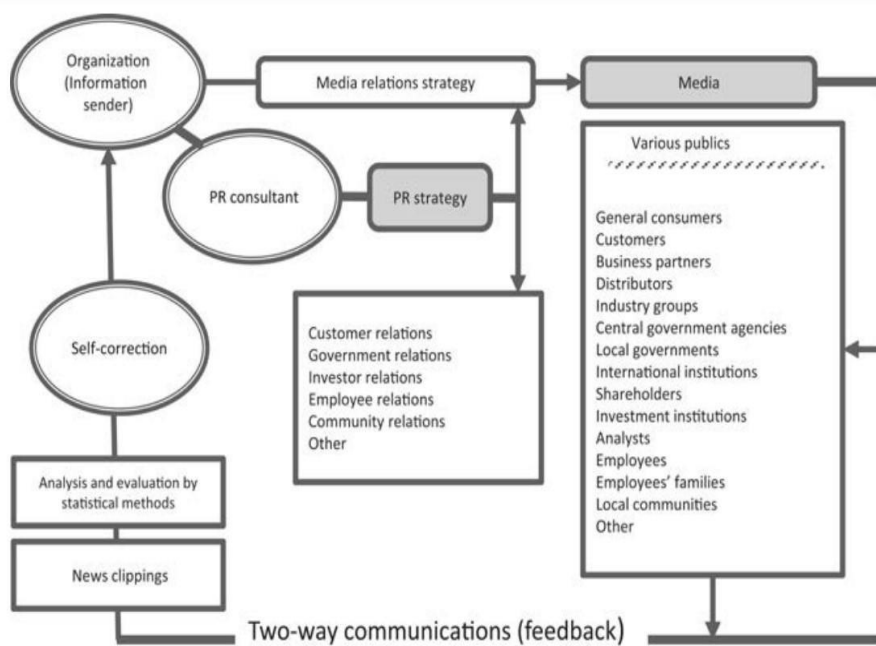 Organization
(Information
sender)
Media relations strategy
Media
PR consultant
PR strategy
Various publics
General consumers
Customers
Business partners
Distributors
Industry groups
Central government agencies
Local governments
International institutions
Shareholders
Investment institutions
Analysts
Employees
Employees’ families
Local communities
Other
Customer relations
Government relations
Investor relations
Employee relations
Community relations
Other
Self-correction
Analysis and evaluation by
statistical methods
News clippings
Two-way communications (feedback)